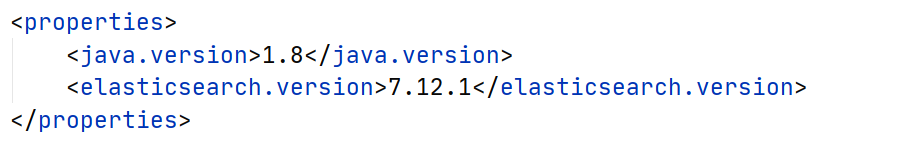 <properties>
    <java.version>1.8</java.version>
    <elasticsearch.version>7.12.1</elasticsearch.version>
</properties>